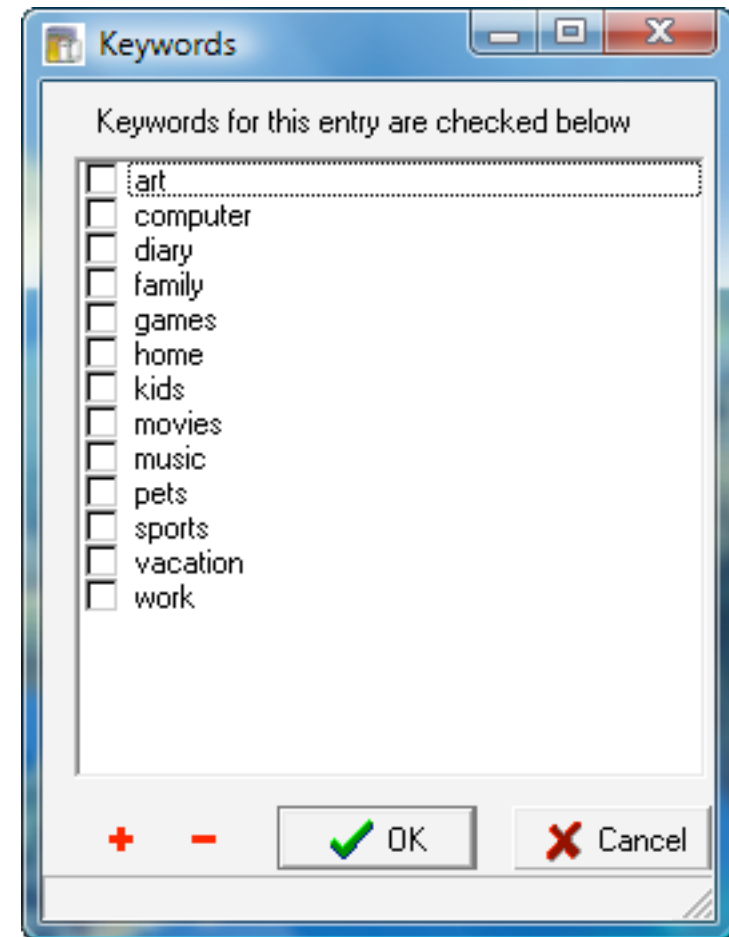 Keywords
Keywords for this entry are checked below
art
computer
diary
family
games
home
kids
movies
music
pets
sports
vacation
work
OK
Cancel